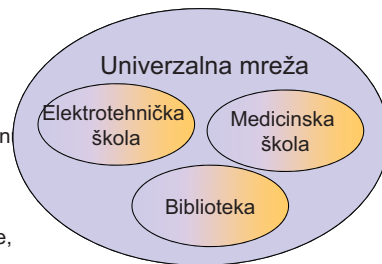 Univerzalna mreža
Elektrotehnička
škola
Medicinska
škola
Biblioteka